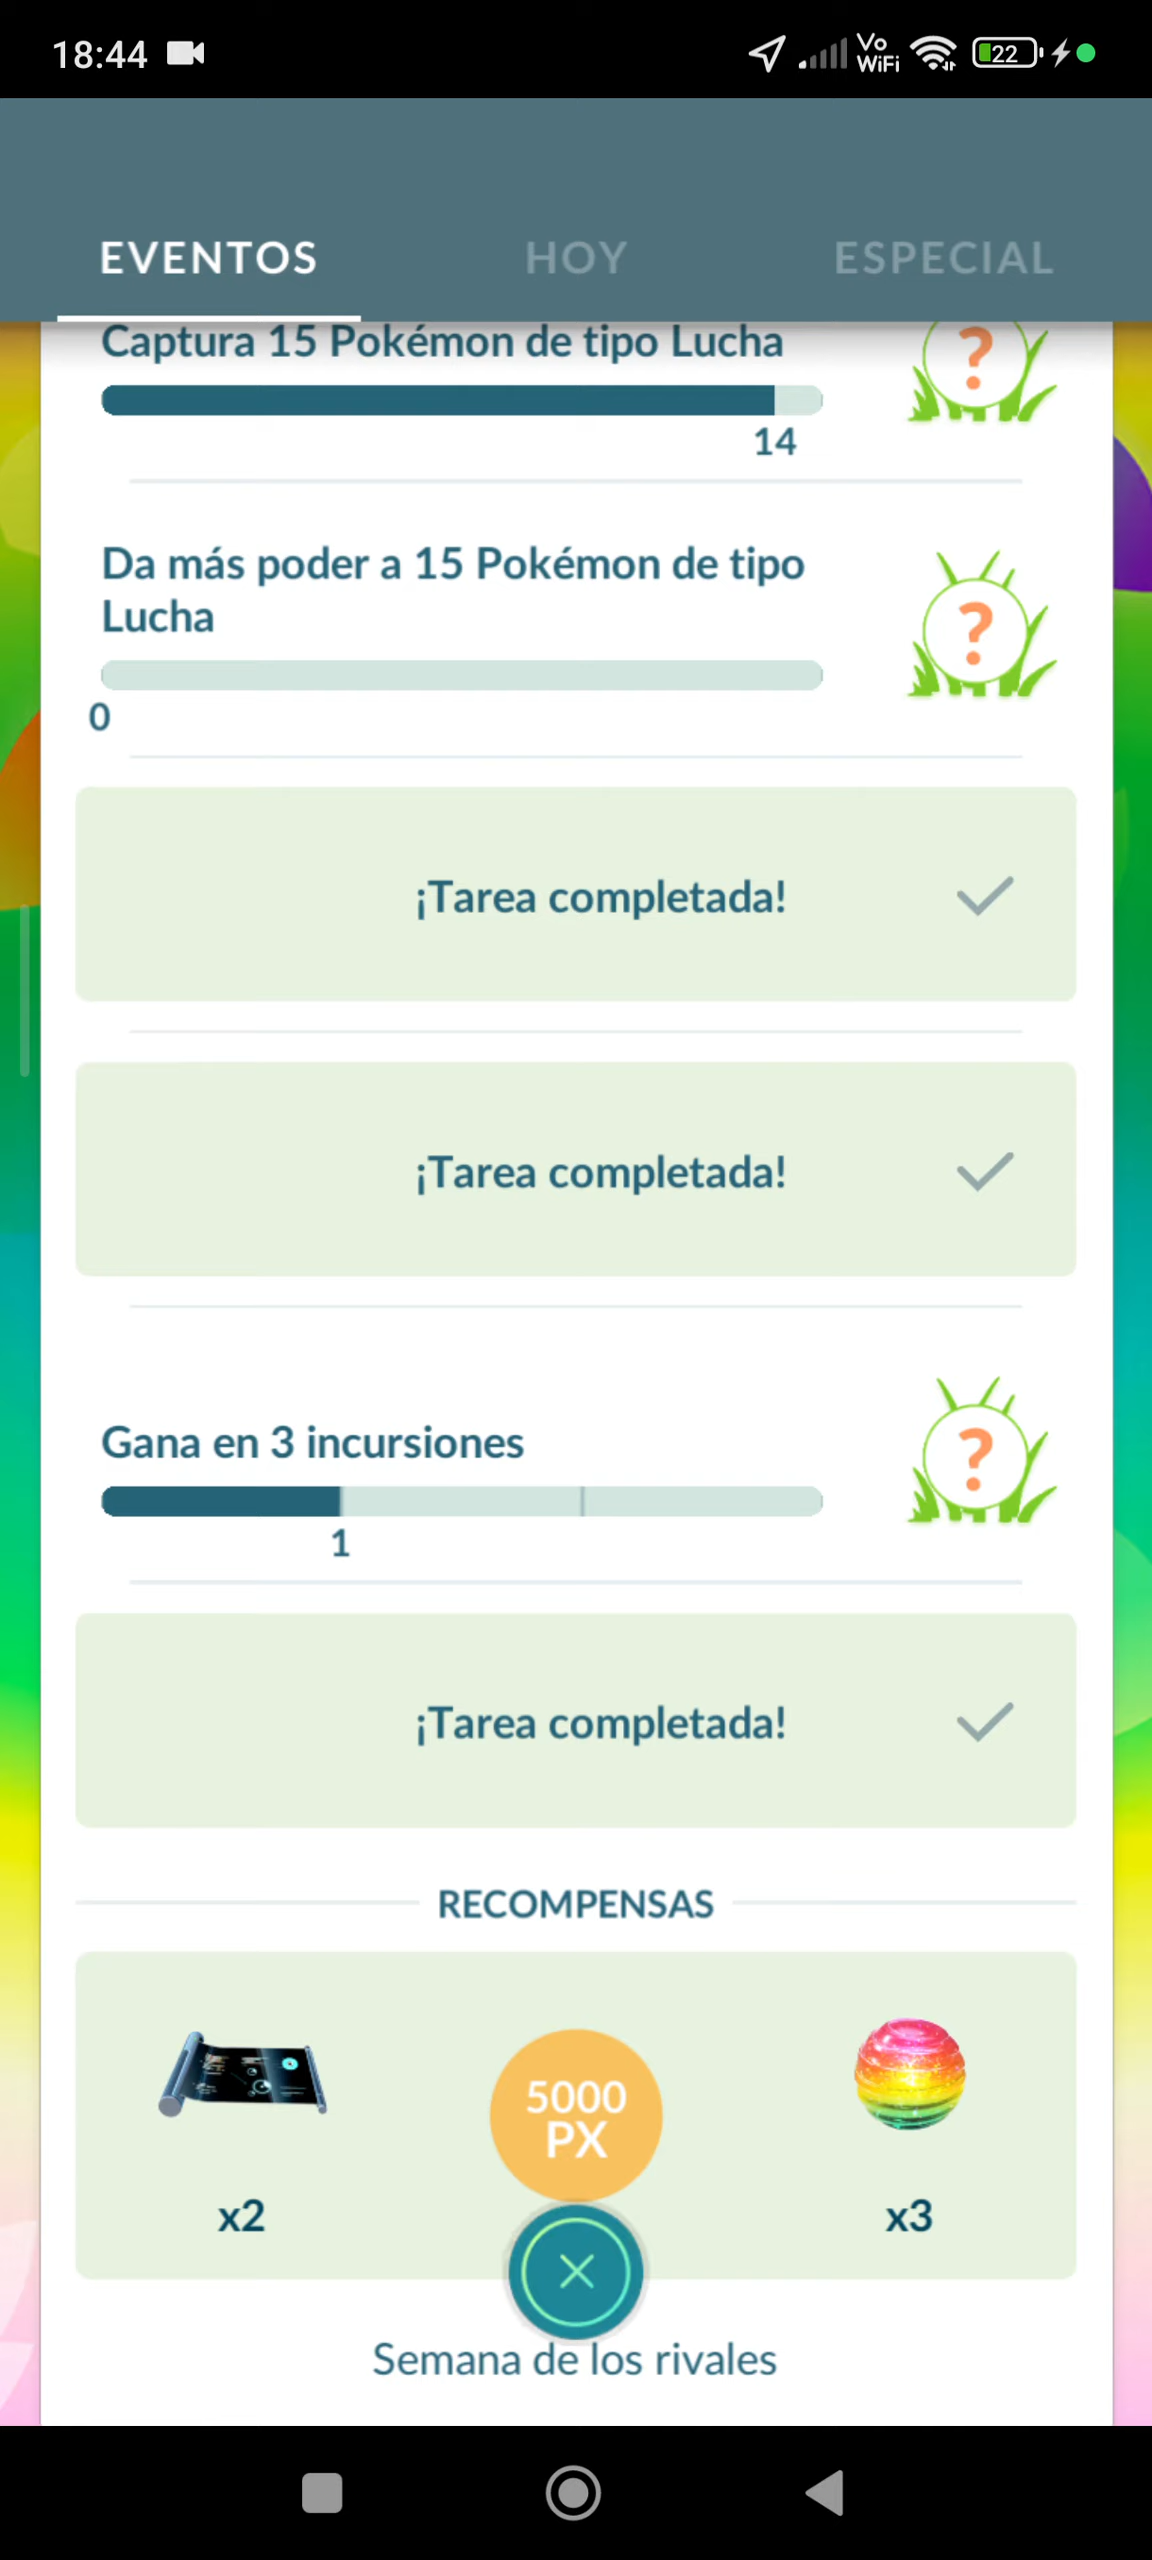 18:44
Vo
WiFi
22
EVENTOS
HOY
ESPECIAL
Captura 15 Pokémon de tipo Lucha
?
14
Da más poder a 15 Pokémon de tipo
Lucha
?
0
¡Tarea completada!
¡Tarea completada!
Gana en 3 incursiones
?
1
¡Tarea completada!
RECOMPENSAS
5000
PX
x2
x3
Semana de los rivales